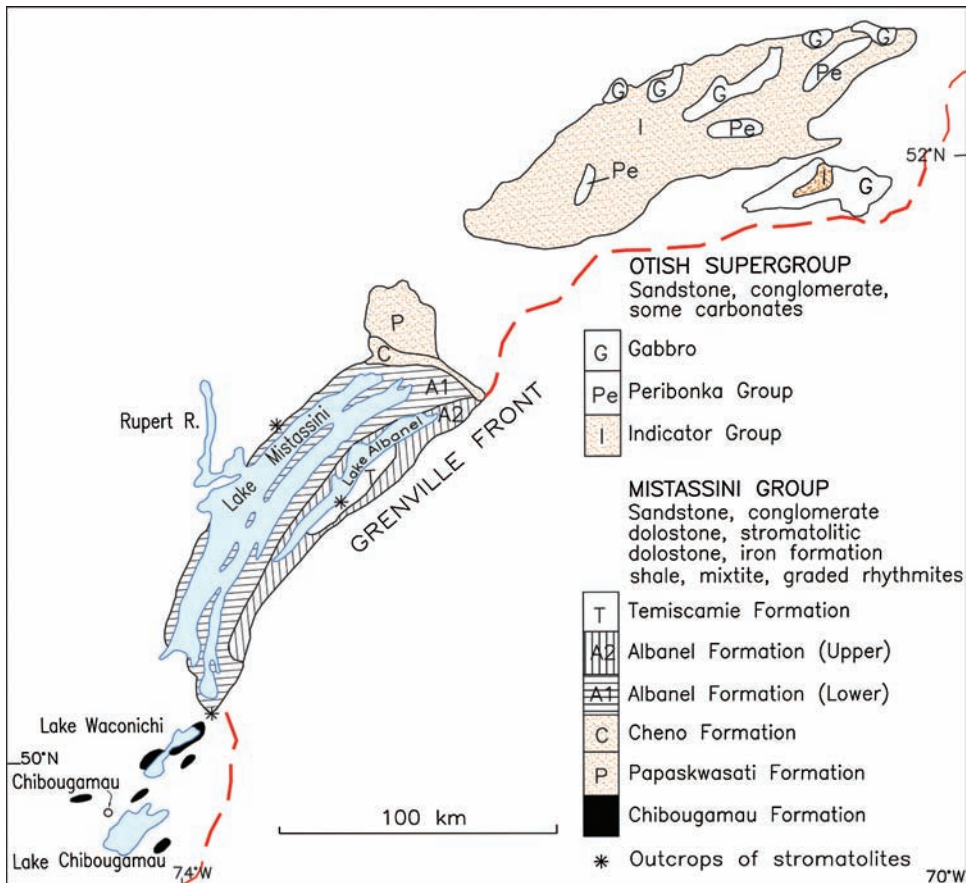 G
G
G
G
G
Pe
I
Pe
Pe
52°N
I
G
OTISH SUPERGROUP
Sandstone, conglomerate,
some carbonates
G Gabbro
Pe Peribonka Group
I Indicator Group
P
C
A1
A2
Rupert R.
Lake Mistassini
Lake Albanel
T
GRENVILLE FRONT
MISTASSINI GROUP
Sandstone, conglomerate
dolostone, stromatolitic
dolostone, iron formation
shale, mixtite, graded rhythmites
T Temiscamie Formation
A2 Albanel Formation (Upper)
A1 Albanel Formation (Lower)
C Cheno Formation
P Papaskwasati Formation
Chibougamau Formation
* Outcrops of stromatolites
Lake Waconichi
50°N
Chibougamau
Lake Chibougamau
74°W
100 km
70°W